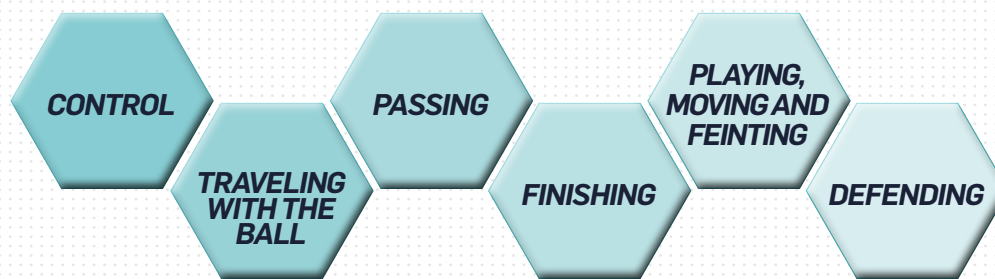 CONTROL
TRAVELING
WITH THE
BALL
PASSING
FINISHING
PLAYING,
MOVING AND
FEINTING
DEFENDING